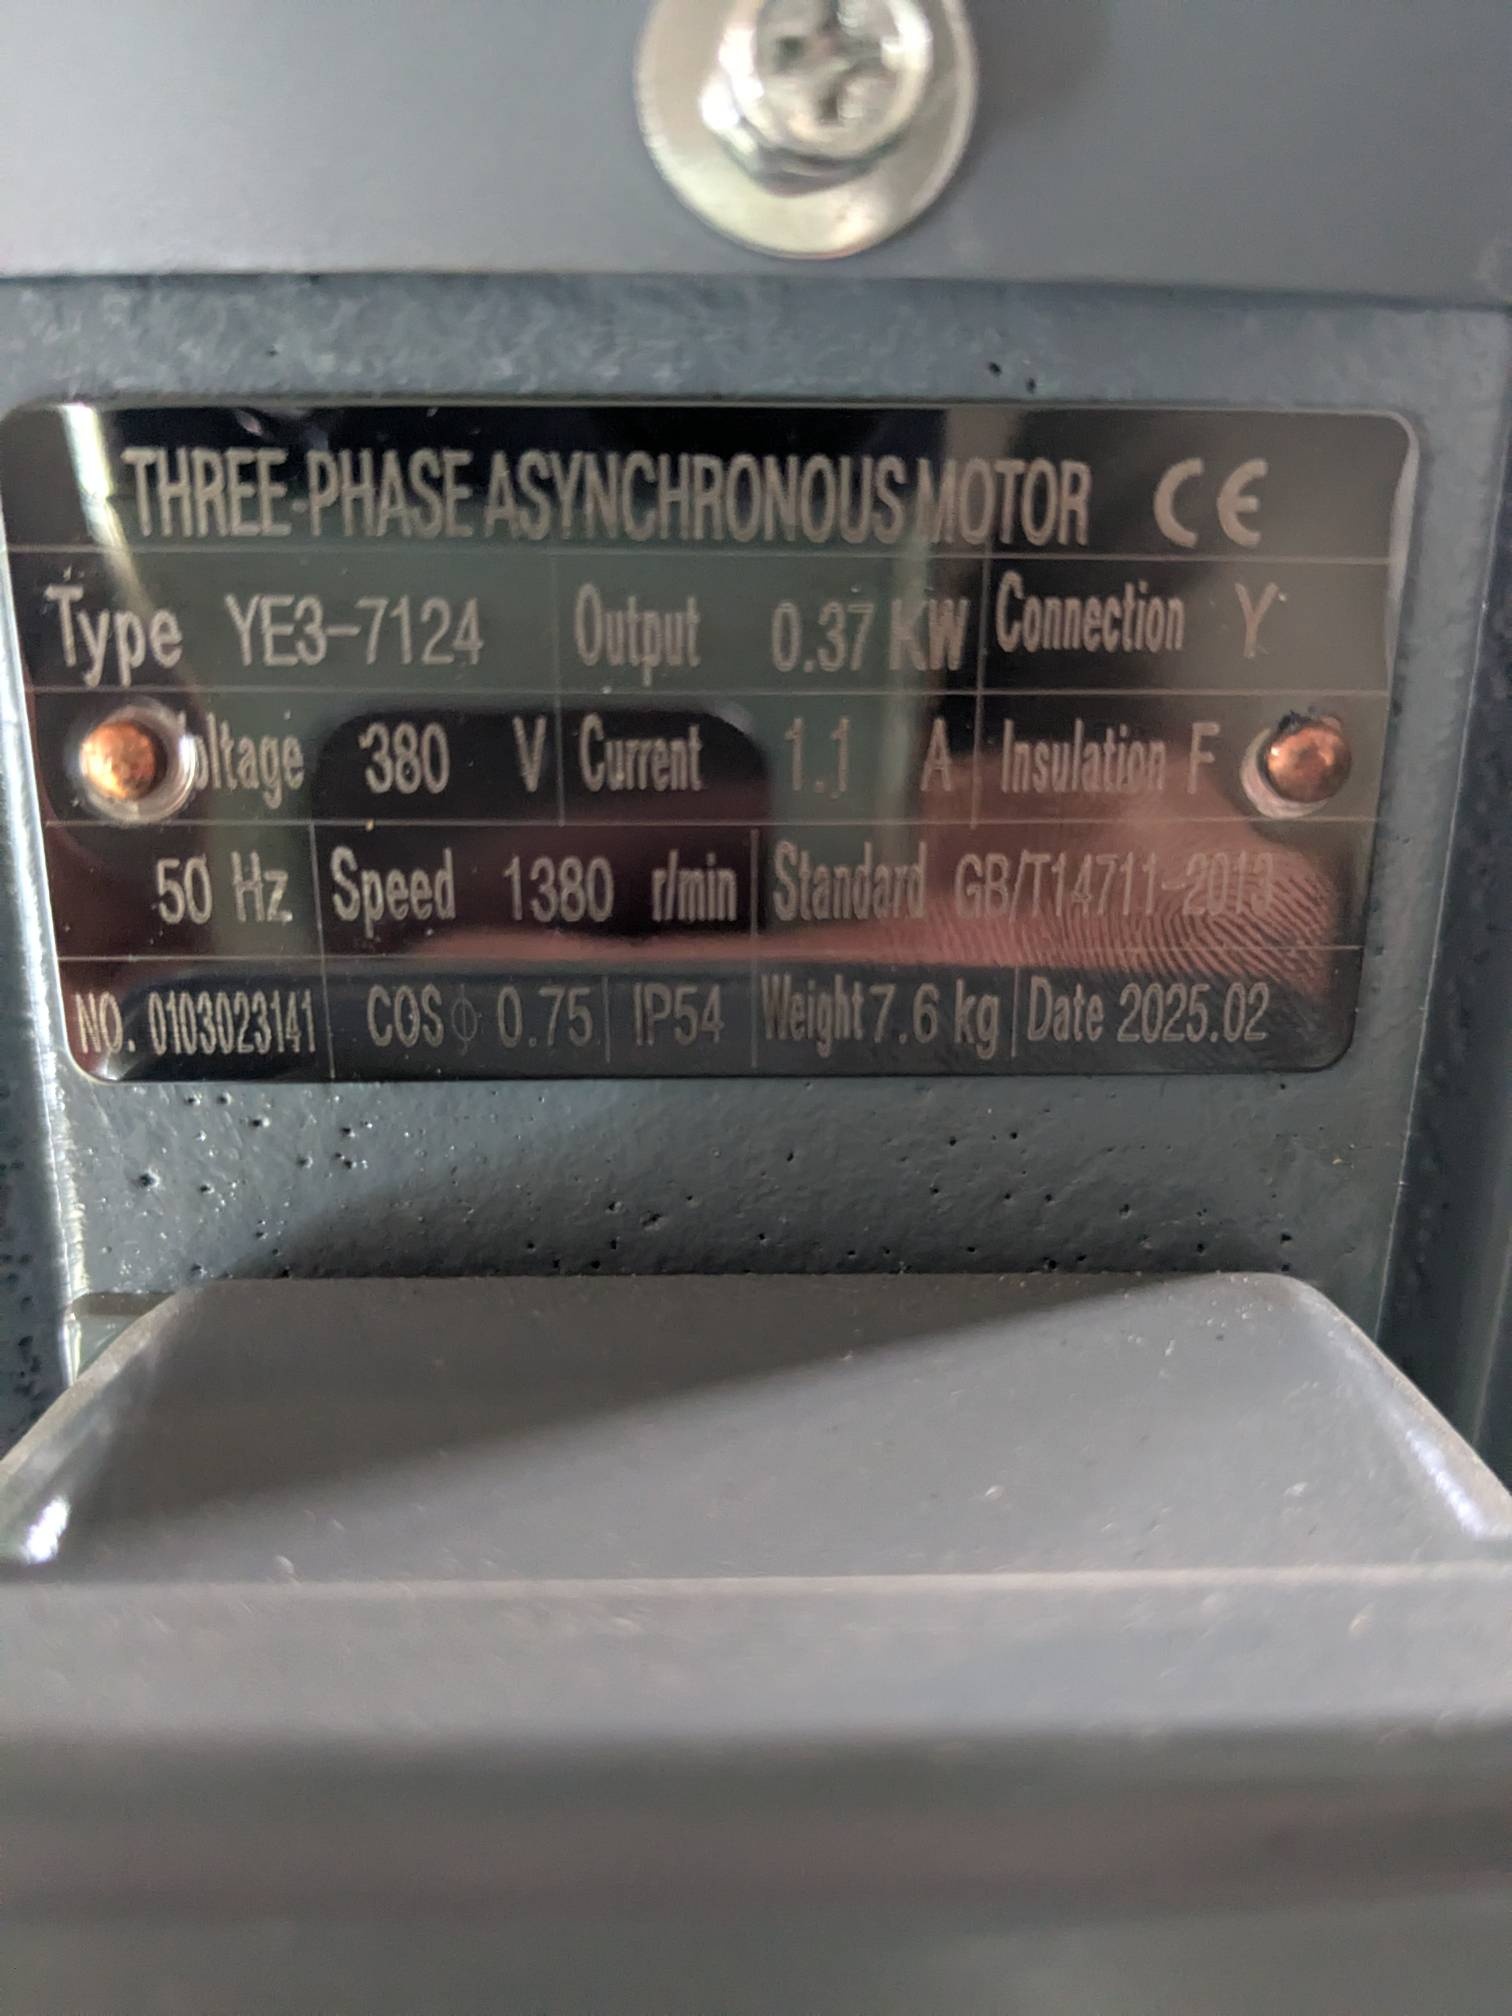 THREE-PHASE ASYNCHRONOUS MOTOR CE
Type YE3-7124 Output 0.37 KW Connection Y
Voltage 380 V Current 1.1 A Insulation F
50 Hz Speed 1380 r/min Standard GB/T14711-2013
NO. 0103023141 COSϕ 0.75 IP54 Weight 7.6 kg Date 2025.02